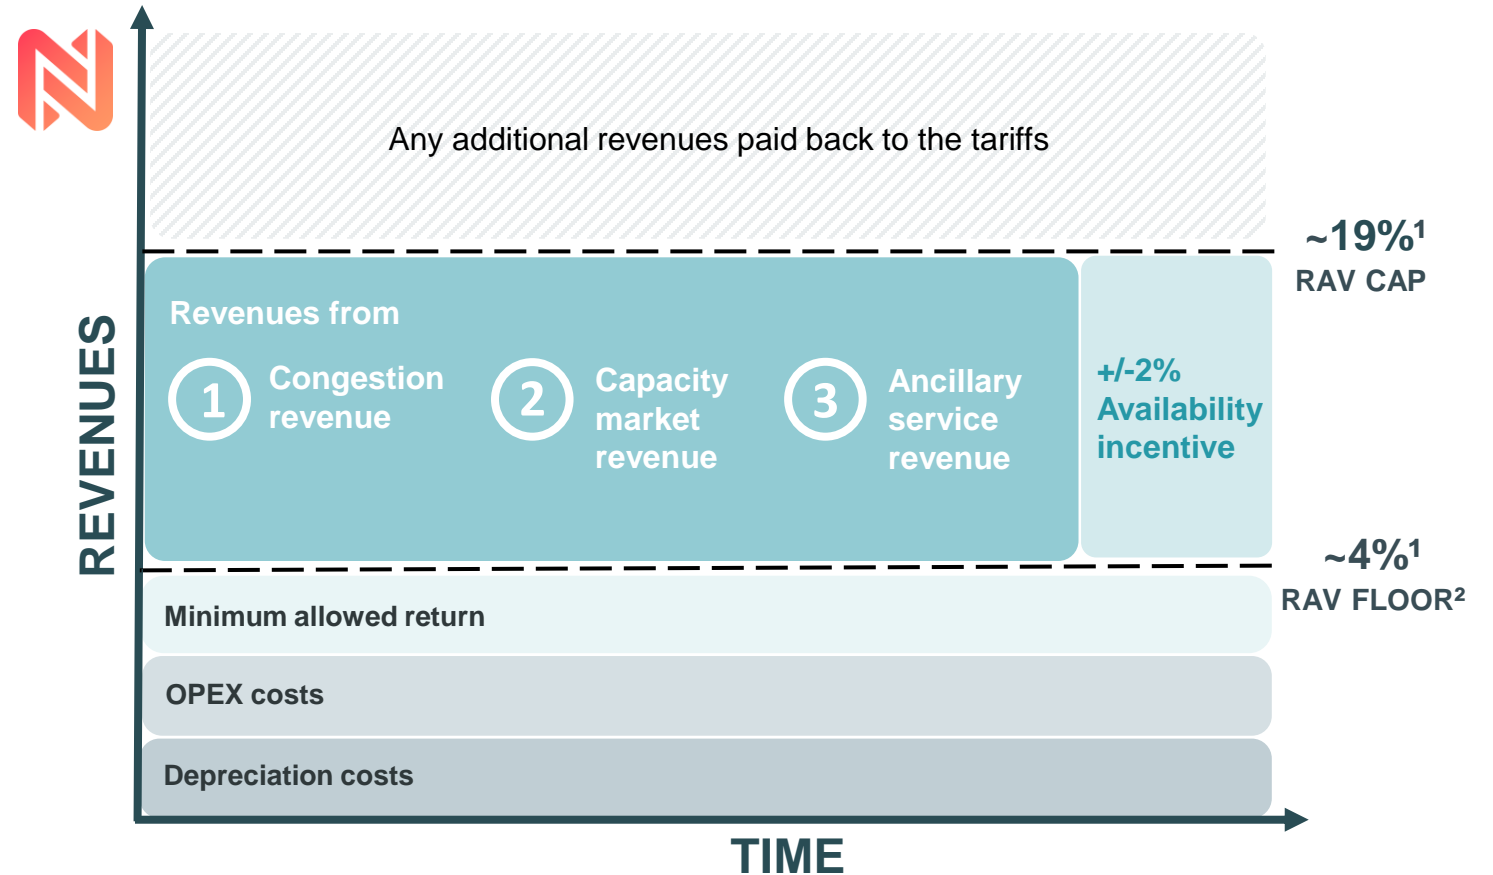 Any additional revenues paid back to the tariffs
~19%¹
RAV CAP
REVENUES
Revenues from
1
Congestion
revenue
2
Capacity
market
revenue
3
Ancillary
service
revenue
+/-2%
Availability
incentive
~4%¹
RAV FLOOR²
Minimum allowed return
OPEX costs
Depreciation costs
TIME